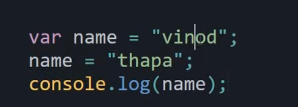 var name = "vinod";
name = "thapa";
console.log(name);